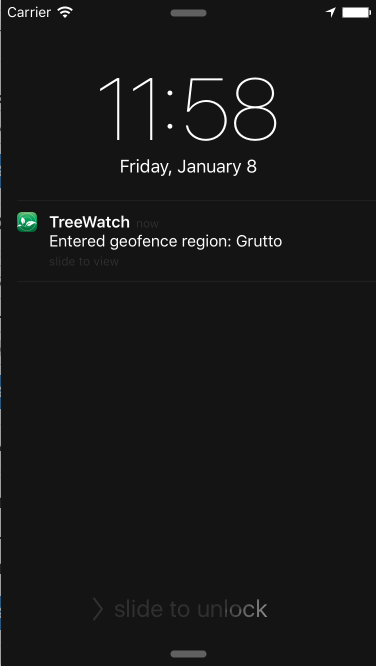 Carrier
11:58
Friday, January 8
TreeWatch now
Entered geofence region: Grutto
slide to view
slide to unlock